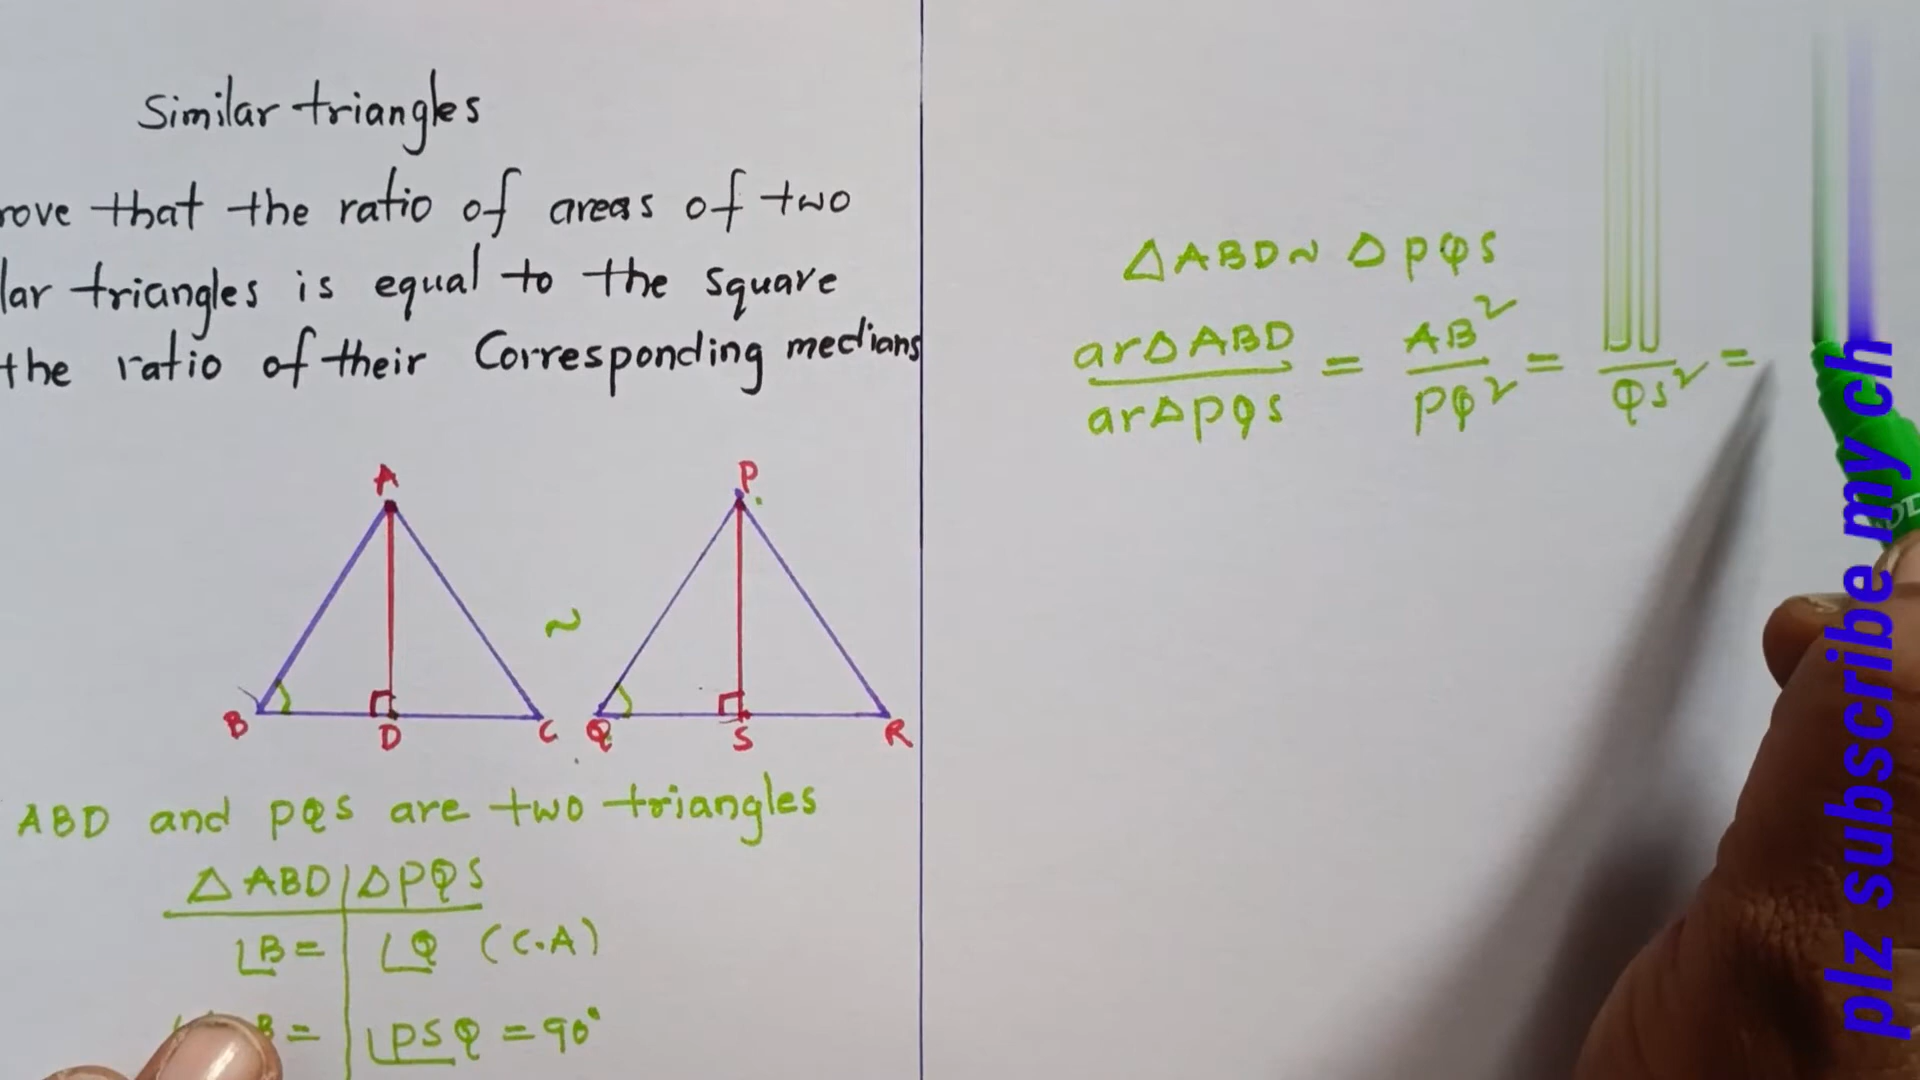 Similar triangles
rove that the ratio of areas of two
lar triangles is equal to the square
the ratio of their Corresponding medians
A
P
~
B
D
C
Q
S
R
ABD and PQS are two triangles
△ABD | △PQS
∠B = ∠Q (C.A)
B = ∠PSQ = 90°
△ABD ~ △PQS
ar△ABD / ar△PQS = AB² / PQ² = / QS² =
plz subscribe my ch